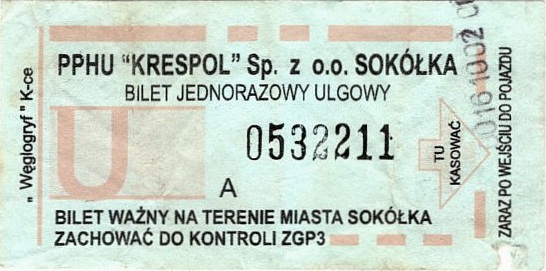 PPHU "KRESPOL" Sp. z o.o. SOKÓŁKA
BILET JEDNORAZOWY ULGOWY
0532211
U
A
BILET WAŻNY NA TERENIE MIASTA SOKÓŁKA
ZACHOWAĆ DO KONTROLI ZGP3
" Węglogryf " K-ce
TU
KASOWAĆ
ZARAZ PO WEJŚCIU DO POJAZDU